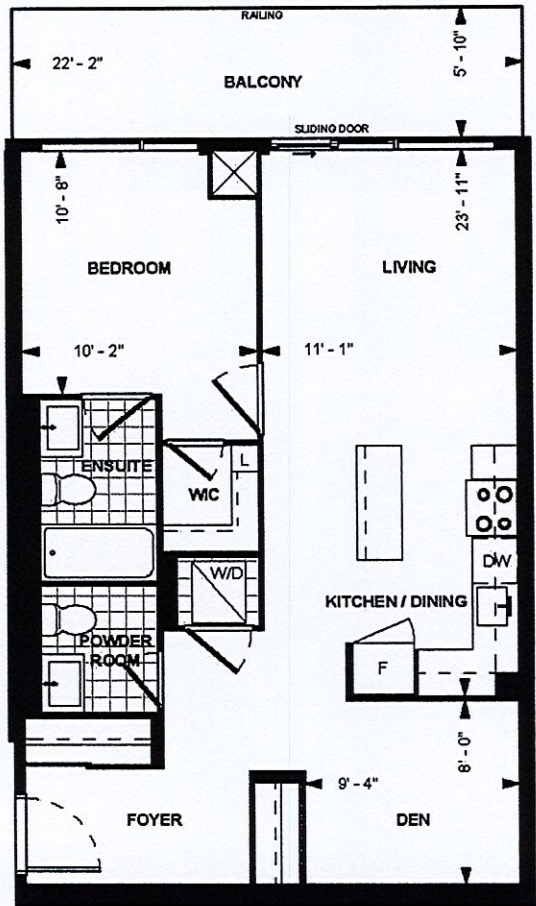 RAILING
22' - 2"
5' - 10"
BALCONY
SLIDING DOOR
10' - 8"
23' - 11"
BEDROOM
LIVING
10' - 2"
11' - 1"
ENSUITE
L
WIC
W/D
DW
KITCHEN / DINING
POWDER
ROOM
F
8' - 0"
9' - 4"
FOYER
DEN